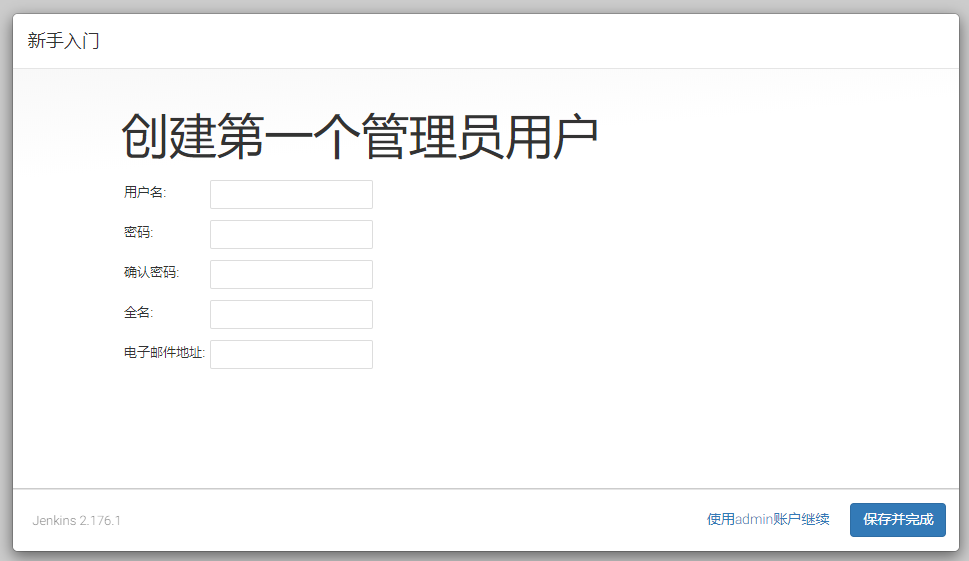 新手入门
创建第一个管理员用户
用户名:
密码:
确认密码:
全名:
电子邮件地址:
Jenkins 2.176.1
使用admin账户继续
保存并完成